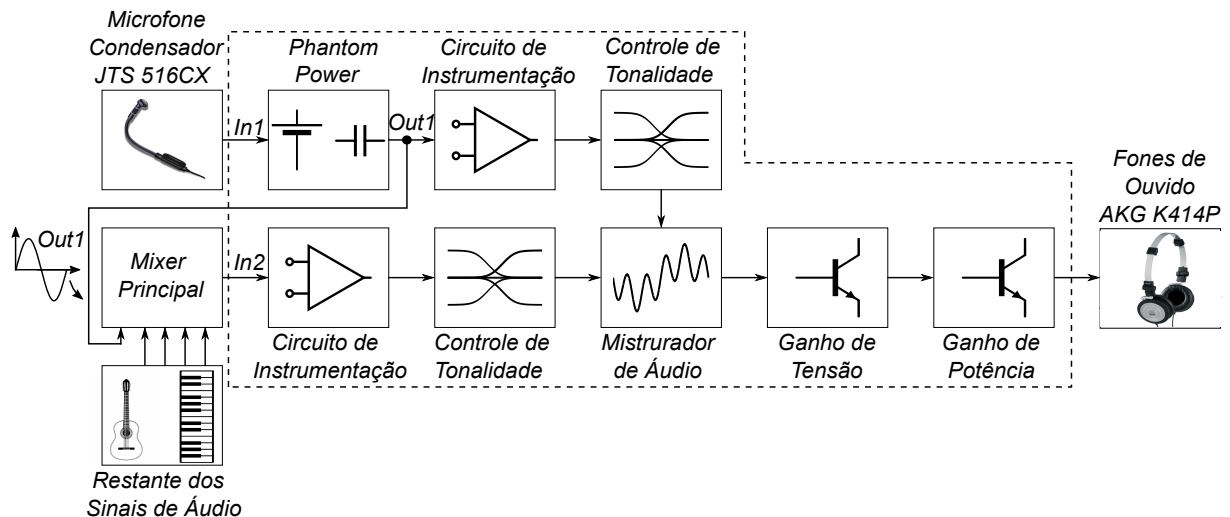 Microfone
Condensador
JTS 516CX
Phantom
Power
Circuito de
Instrumentação
Controle de
Tonalidade
In1
Out1
Fones de
Ouvido
AKG K414P
Out1
Mixer
Principal
In2
Circuito de
Instrumentação
Controle de
Tonalidade
Mistrurador
de Áudio
Ganho de
Tensão
Ganho de
Potência
Restante dos
Sinais de Áudio